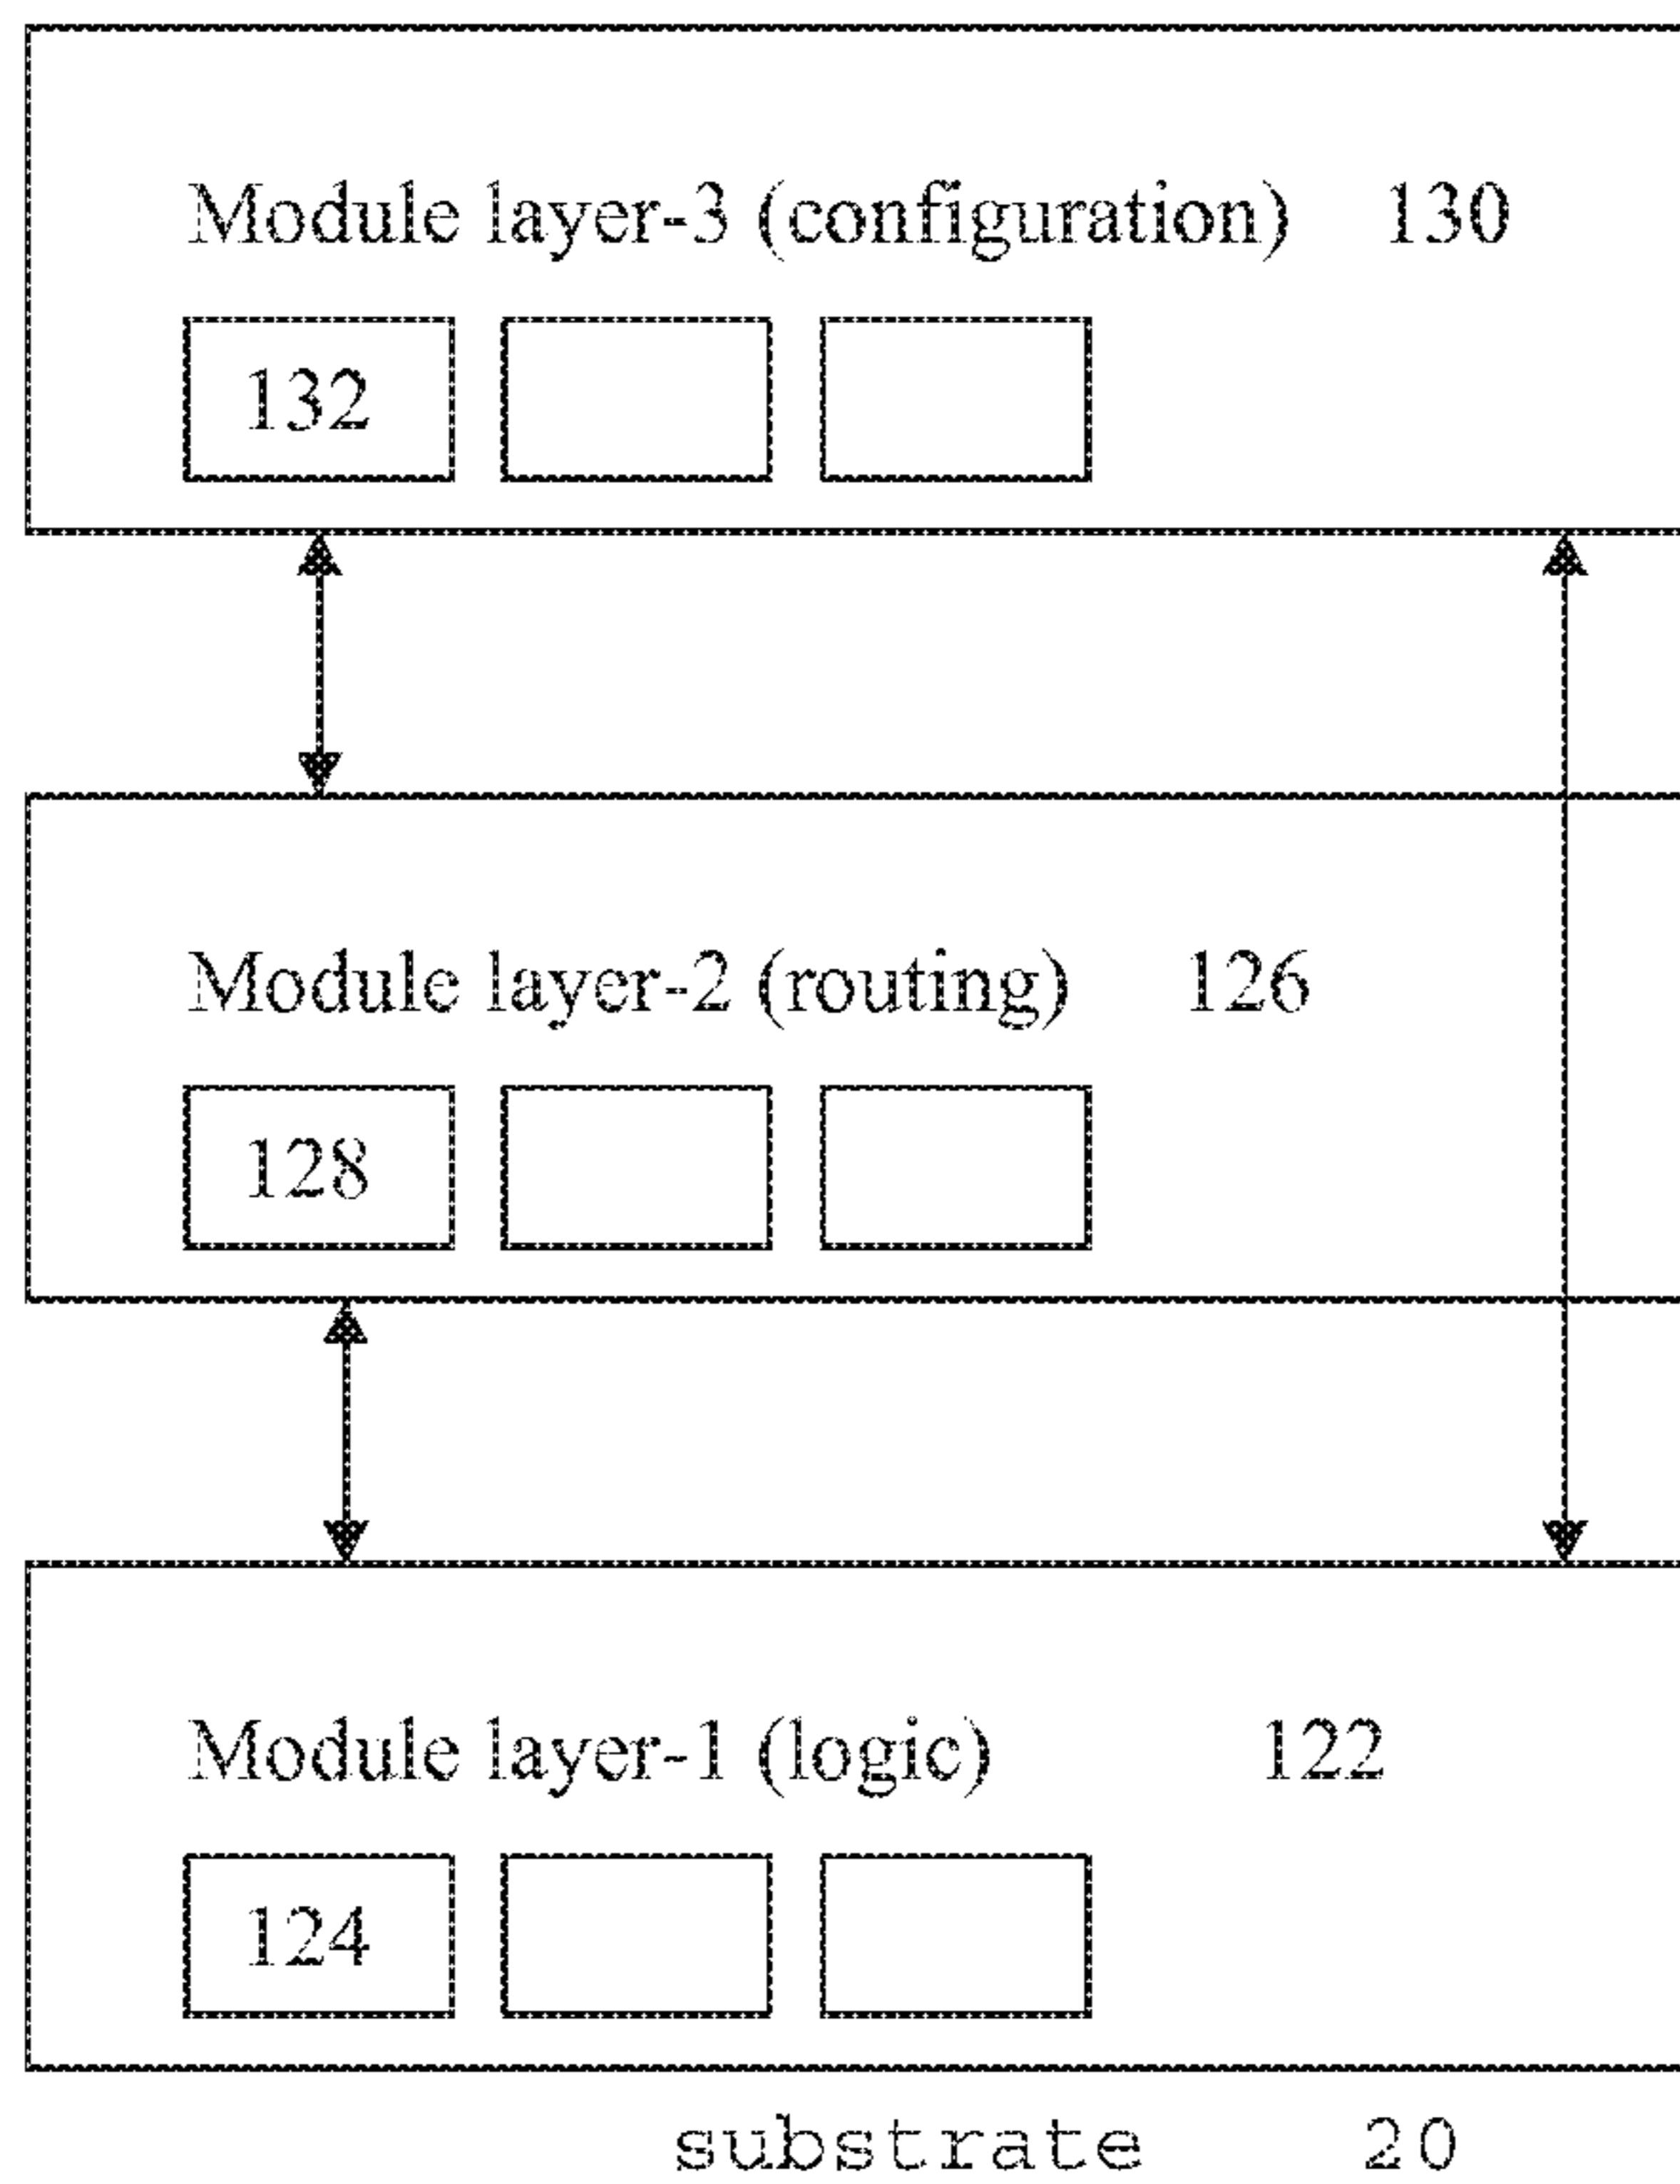 Module layer-3 (configuration) 130
132
Module layer-2 (routing) 126
128
Module layer-1 (logic) 122
124
substrate 20